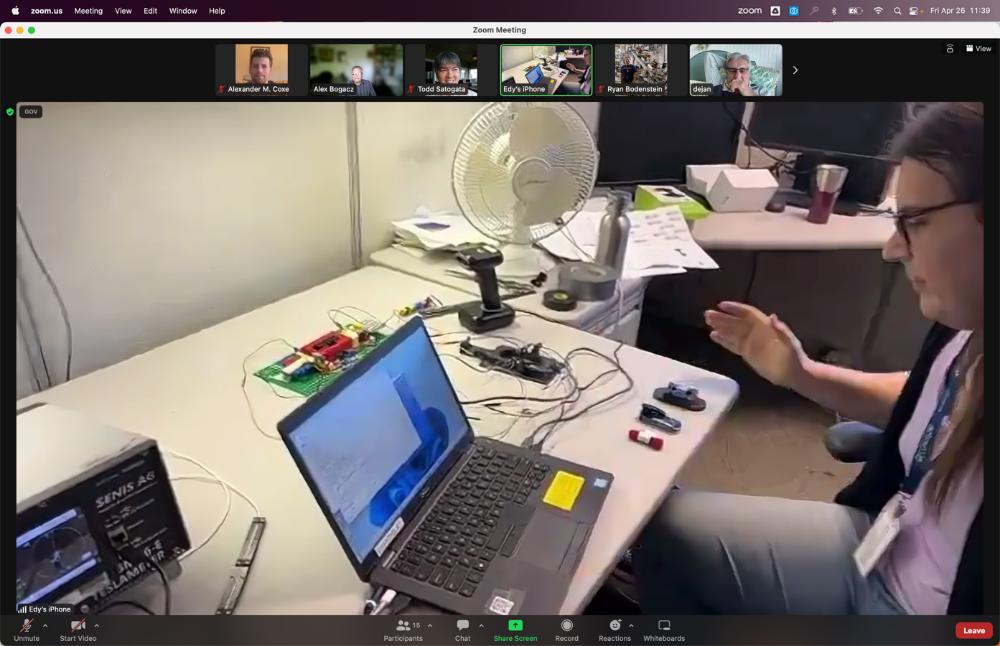 zoom.us Meeting View Edit Window Help
zoom Fri Apr 26 11:39
Zoom Meeting
View
Alexander M. Coxe
Alex Bogacz
Todd Satogata
Edy's iPhone
Ryan Bodenstein
dejan
GOV
SENIS AG
Edy's iPhone
Unmute
Start Video
15
Participants
Chat
Share Screen
Record
Reactions
Whiteboards
Leave